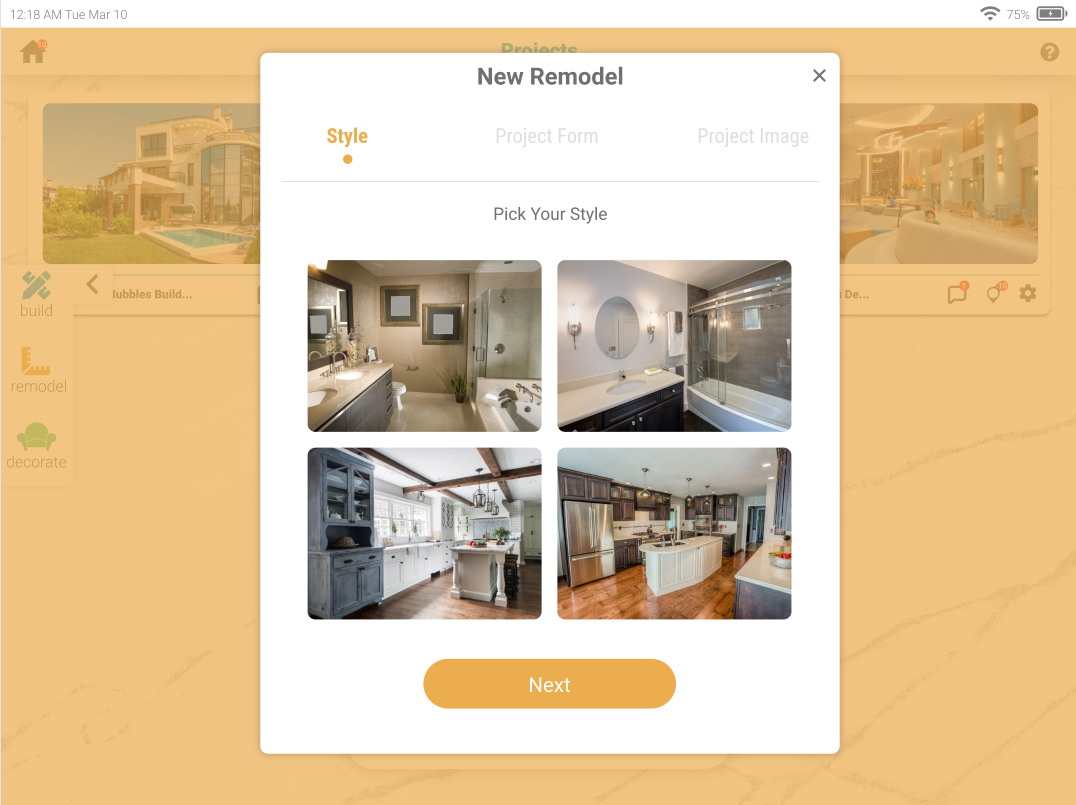 12:18 AM Tue Mar 10
75%
10
Projects
New Remodel
Style
Project Form
Project Image
Pick Your Style
build
Build...
De...
1
10
remodel
decorate
Next